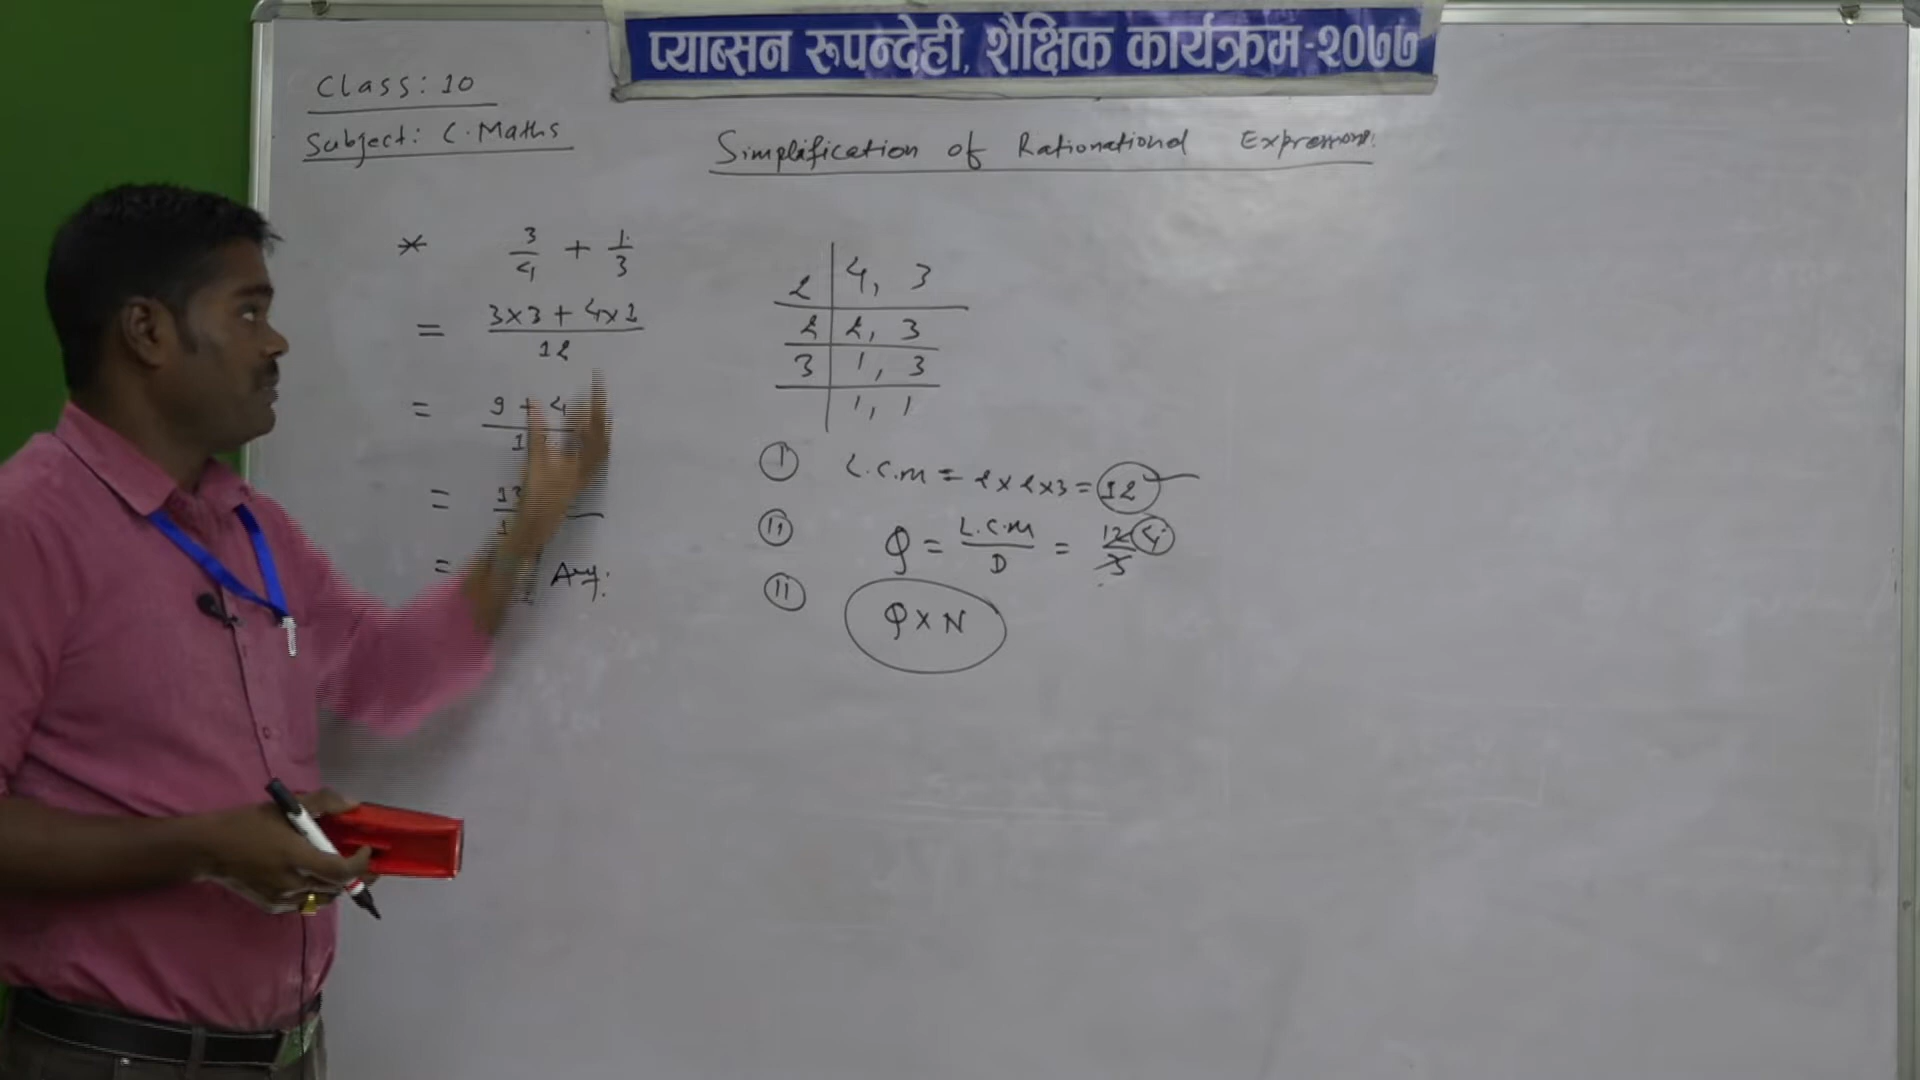 प्याब्सन रूपन्देही, शैक्षिक कार्यक्रम-२०७७
Class: 10
Subject: C. Maths
Simplification of Rationational Expressions:
* 3/4 + 1/3
= 3×3 + 4×1 / 12
= 9 + 4
=
= Ans.
2 | 4, 3
2 | 2, 3
3 | 1, 3
1, 1
(I) L.C.M = 2×2×3 = 12
(II) Q = L.C.M / D = 12/3 4
(II) Q × N